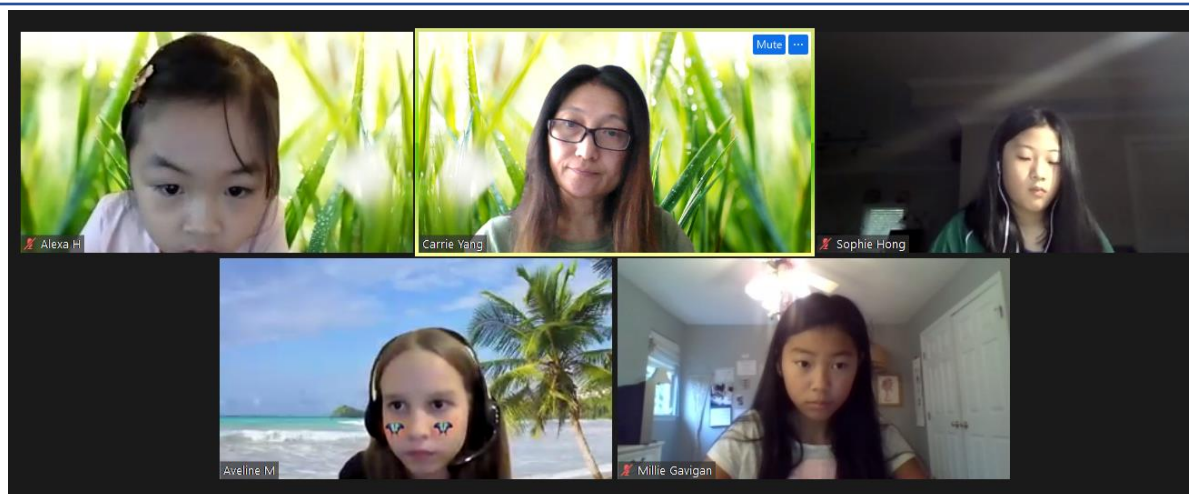 Mute ...
Alexa H
Carrie Yang
Sophie Hong
Aveline M
Millie Gavigan